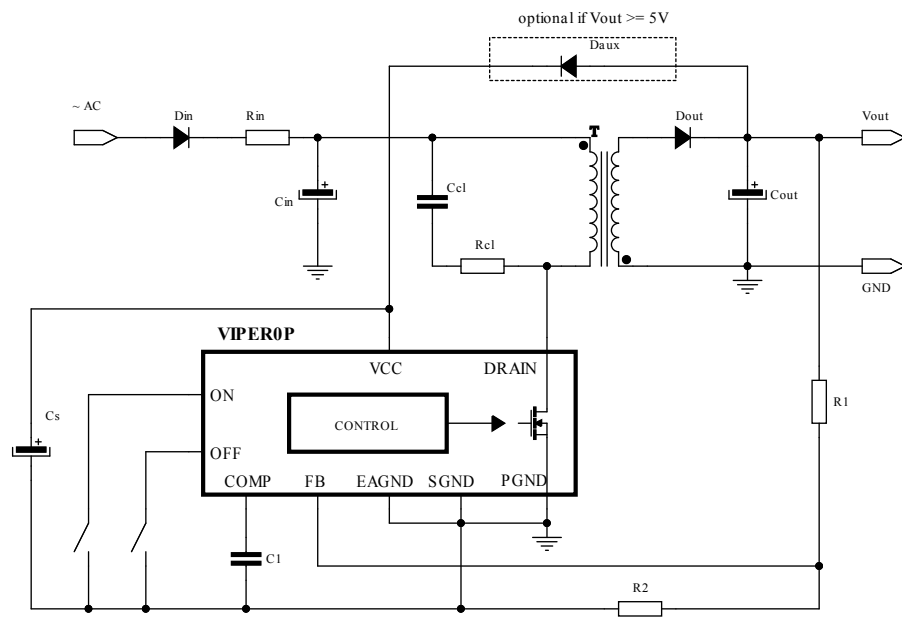 optional if Vout >= 5V
Daux
~ AC
Din
Rin
T
Dout
Vout
Cin
Ccl
Cout
Rcl
GND
VIPER0P
VCC
DRAIN
ON
R1
Cs
CONTROL
OFF
COMP
FB
EAGND
SGND
PGND
C1
R2
+
+
+